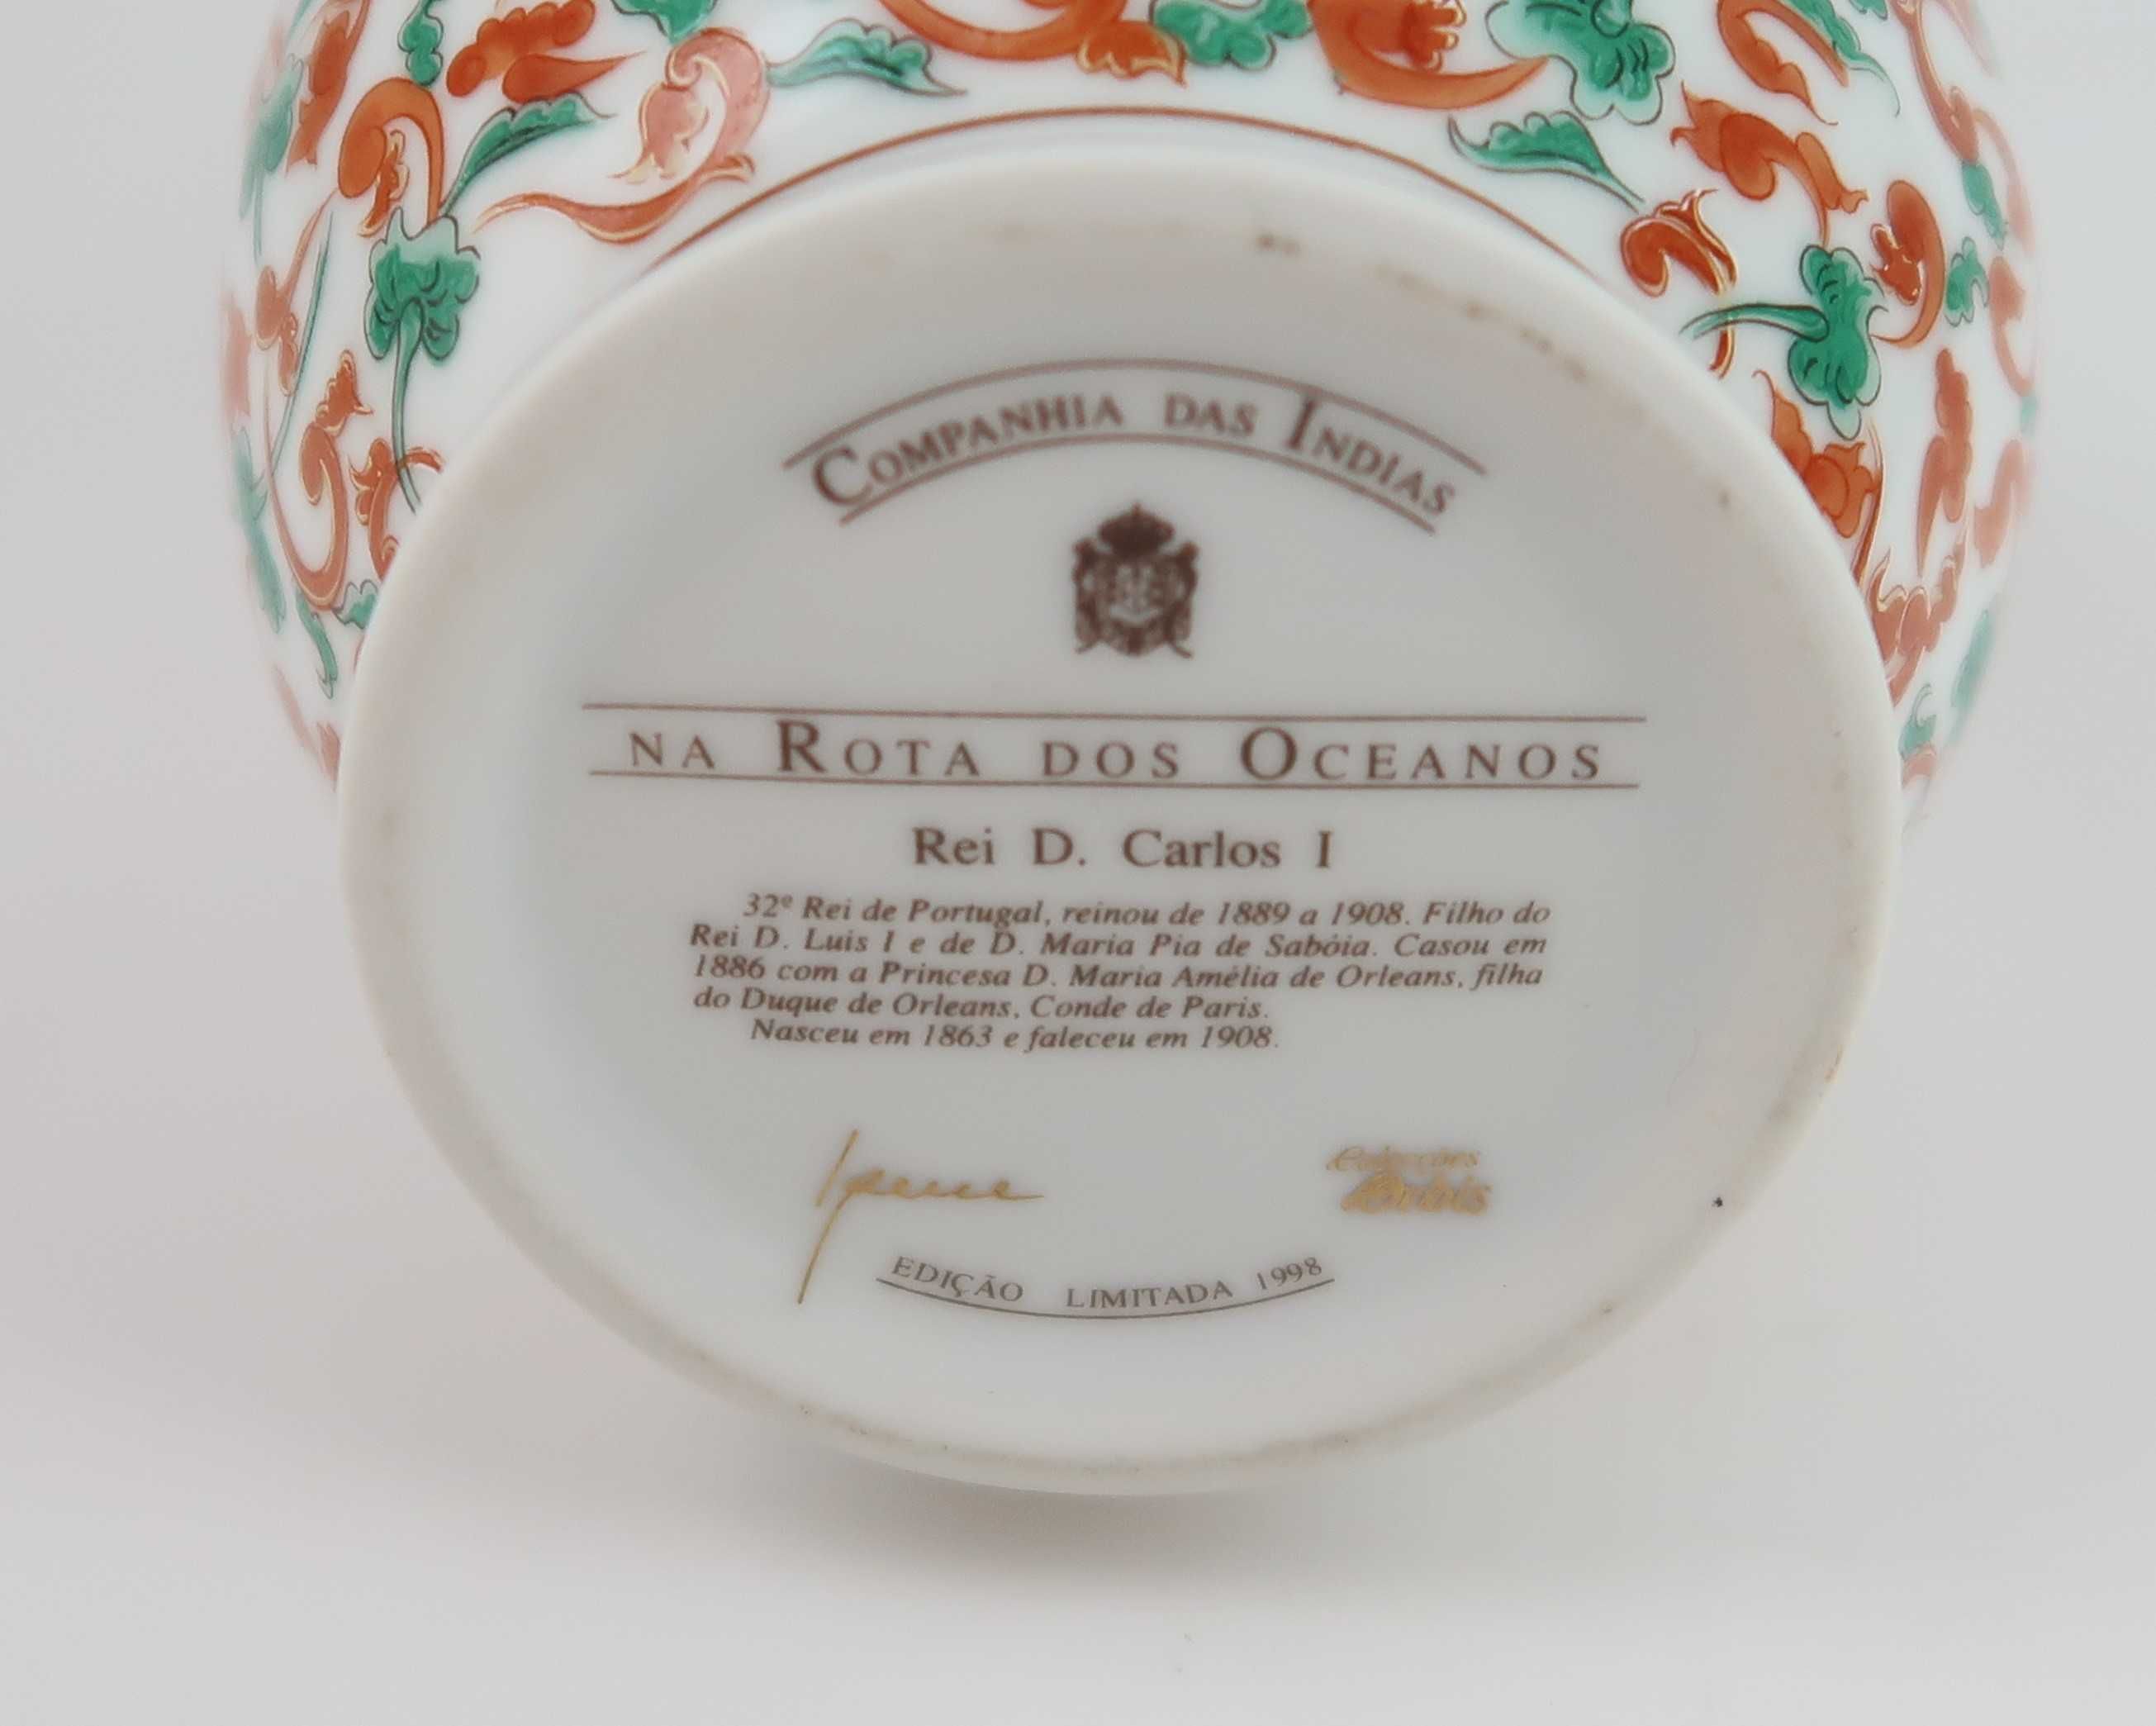 COMPANHIA DAS INDIAS
NA ROTA DOS OCEANOS
Rei D. Carlos I
32º Rei de Portugal, reinou de 1889 a 1908. Filho do
Rei D. Luis I e de D. Maria Pia de Sabóia. Casou em
1886 com a Princesa D. Maria Amélia de Orleans, filha
do Duque de Orleans, Conde de Paris.
Nasceu em 1863 e faleceu em 1908.
Colecções
EDIÇÃO LIMITADA 1998